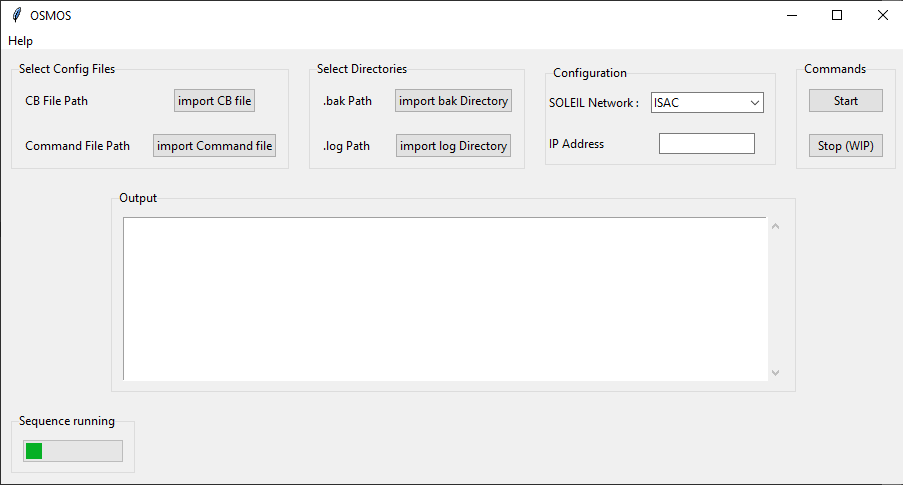 OSMOS
Help
Select Config Files
CB File Path
import CB file
Command File Path
import Command file
Select Directories
.bak Path
import bak Directory
.log Path
import log Directory
Configuration
SOLEIL Network :
ISAC
IP Address
Commands
Start
Stop (WIP)
Output
Sequence running